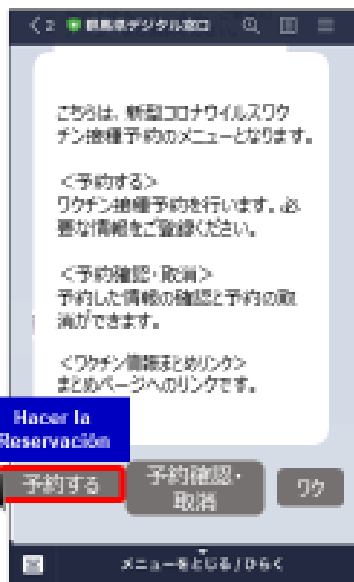 2 群馬県デジタル窓口
こちらは、新型コロナウイルスワク
チン接種予約のメニューとなります。
<予約する>
ワクチン接種予約を行います。必
要な情報をご登録ください。
<予約確認・取消>
予約した情報の確認と予約の取
消ができます。
<ワクチン情報まとめリンク>
まとめページへのリンクです。
Hacer la
Reservación
予約する
予約確認・
取消
ワク
メニューをとじる/ひらく